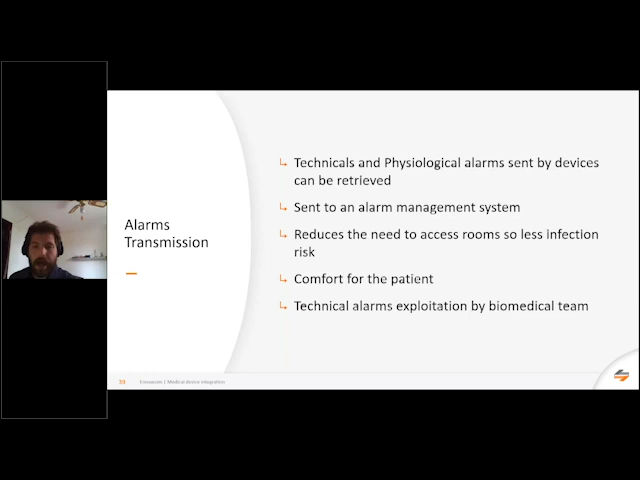 Alarms
Transmission
Technicals and Physiological alarms sent by devices
can be retrieved
Sent to an alarm management system
Reduces the need to access rooms so less infection
risk
Comfort for the patient
Technical alarms exploitation by biomedical team
Medical device integration